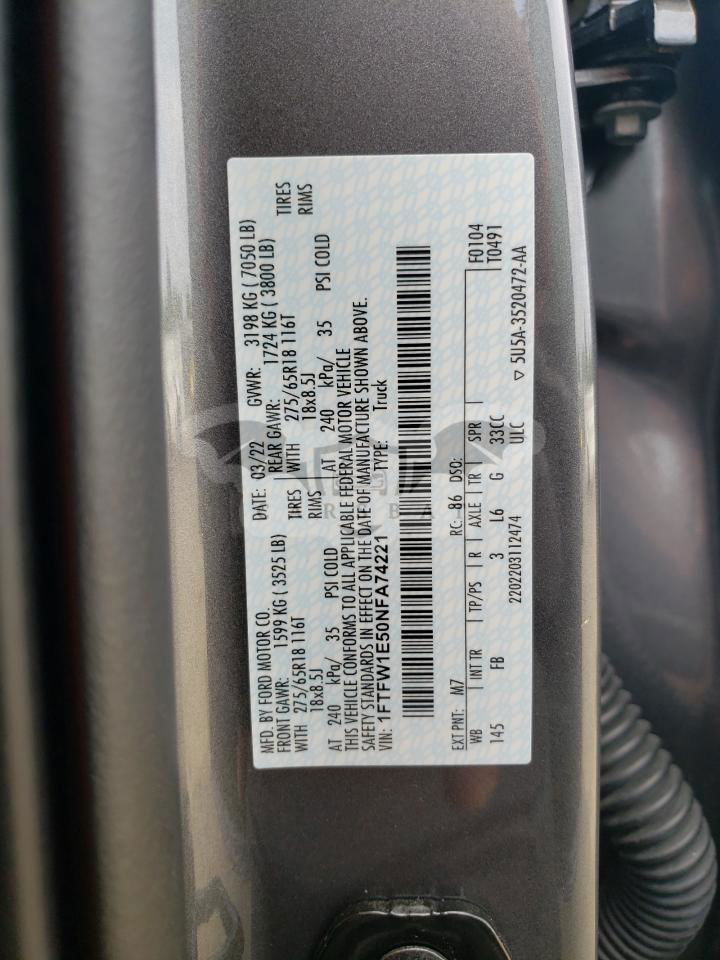 MFD. BY FORD MOTOR CO.
DATE: 03/22 GVWR: 3198 KG ( 7050 LB)
FRONT GAWR: 1599 KG ( 3525 LB)
REAR GAWR: 1724 KG ( 3800 LB)
WITH 275/65R18 116T TIRES
WITH 275/65R18 116T TIRES
18x8.5J RIMS
18x8.5J RIMS
AT 240 kPa/ 35 PSI COLD
AT 240 kPa/ 35 PSI COLD
THIS VEHICLE CONFORMS TO ALL APPLICABLE FEDERAL MOTOR VEHICLE
SAFETY STANDARDS IN EFFECT ON THE DATE OF MANUFACTURE SHOWN ABOVE.
VIN: 1FTFW1E50NFA74221 TYPE: Truck
EXT PNT: M7 RC: 86 DSO: F0104
WB INT TR TP/PS R AXLE TR SPR T0491
145 FB 3 L6 G 33CC
2202203112474 ULC ▽ 5U5A-3520472-AA